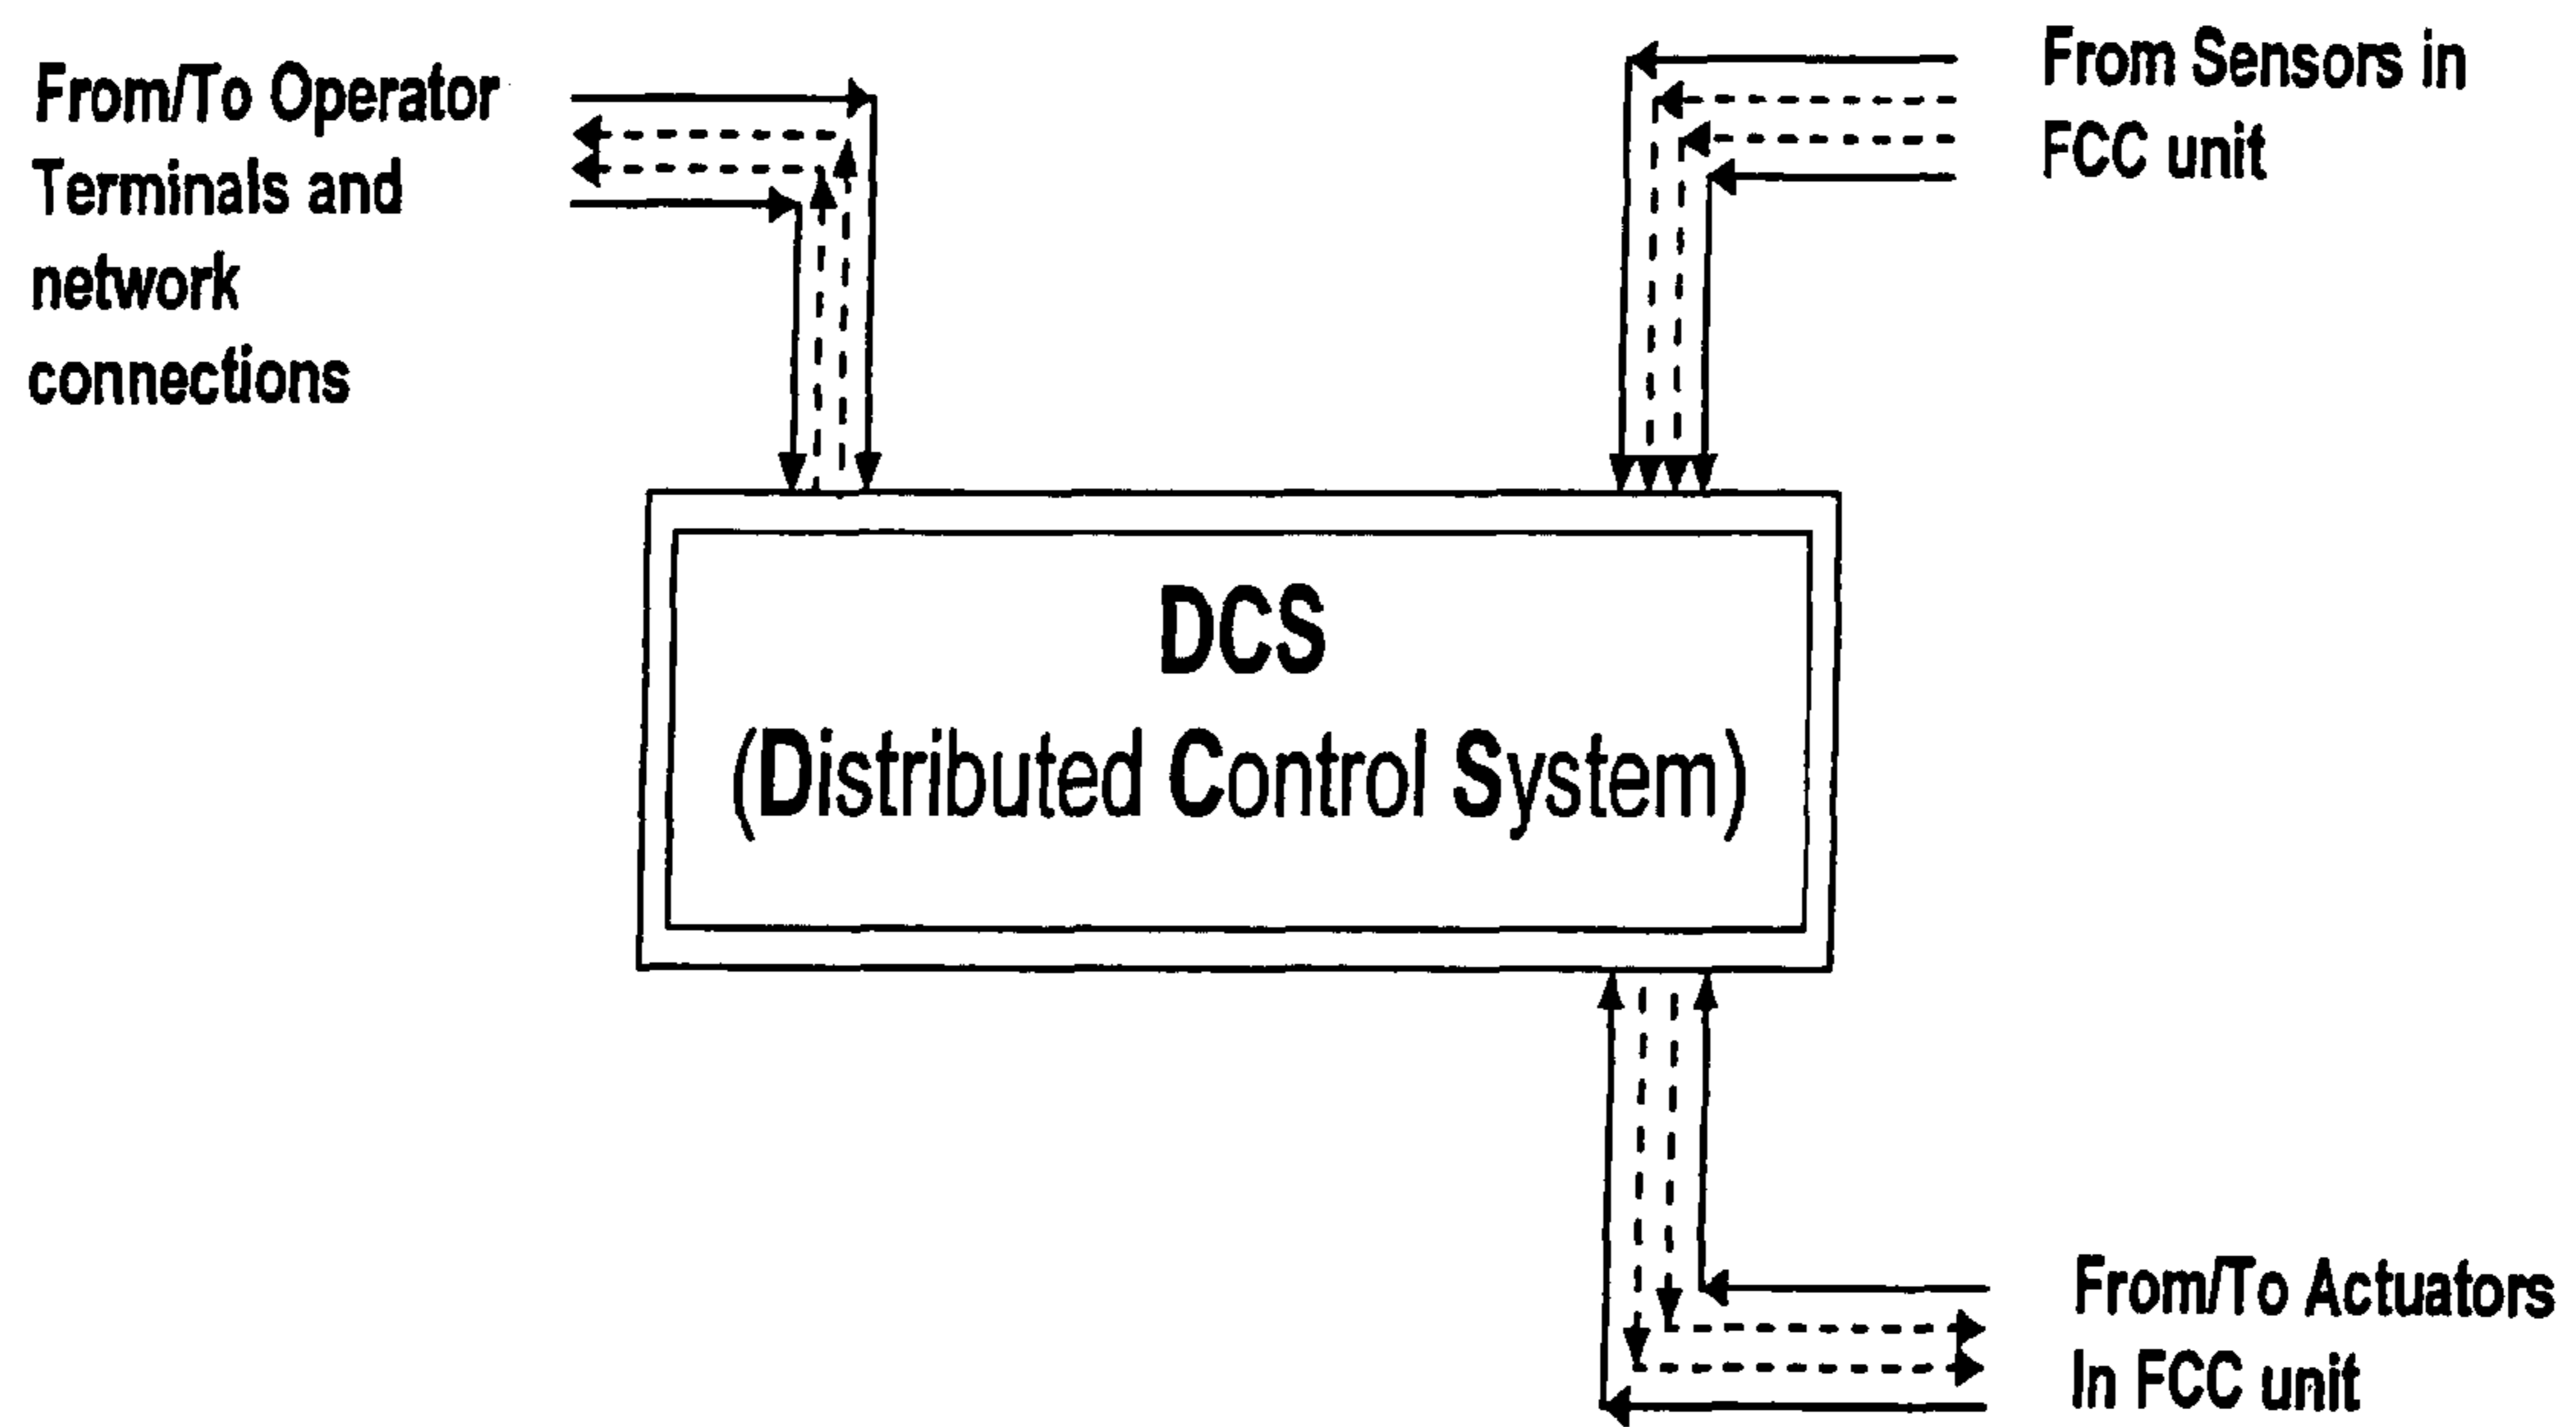 From/To Operator
Terminals and
network
connections
From Sensors in
FCC unit
DCS
(Distributed Control System)
From/To Actuators
In FCC unit